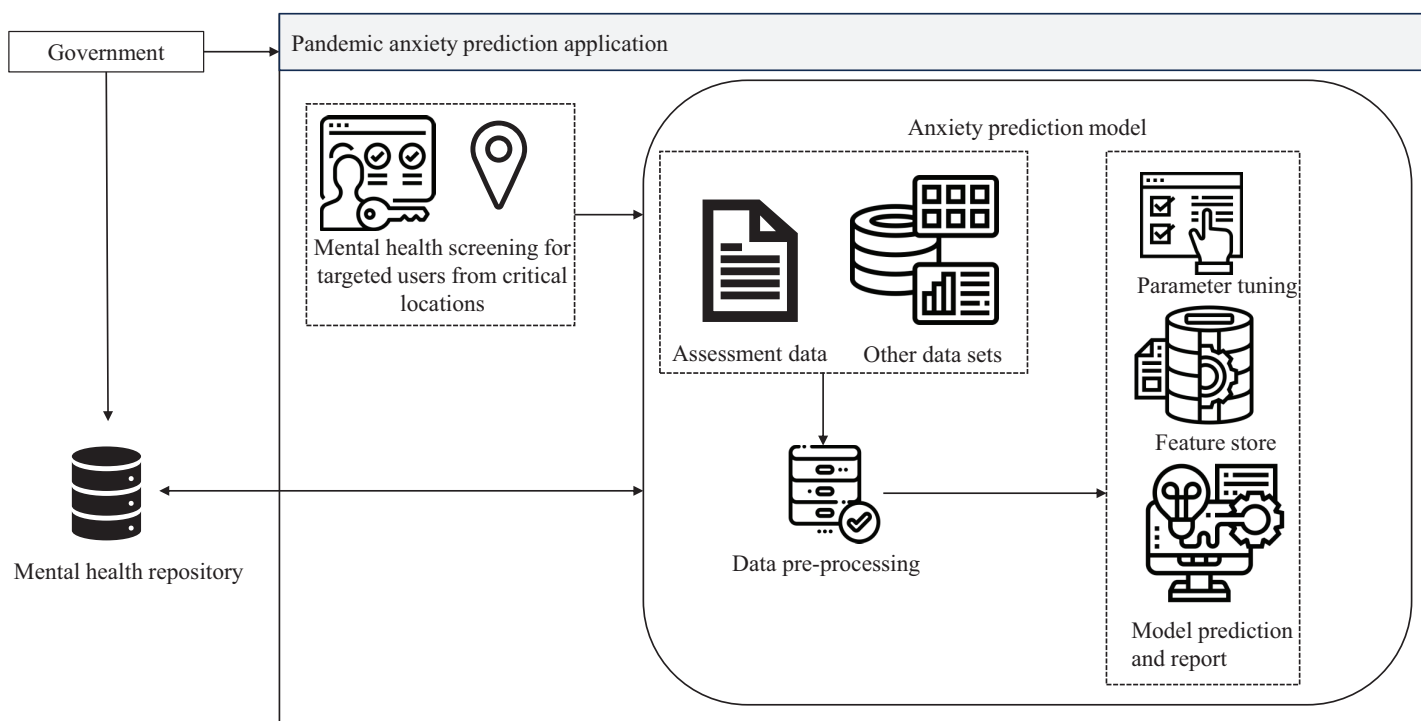 Government
Pandemic anxiety prediction application
Mental health screening for
targeted users from critical
locations
Anxiety prediction model
Assessment data
Other data sets
Parameter tuning
Feature store
Data pre-processing
Mental health repository
Model prediction
and report